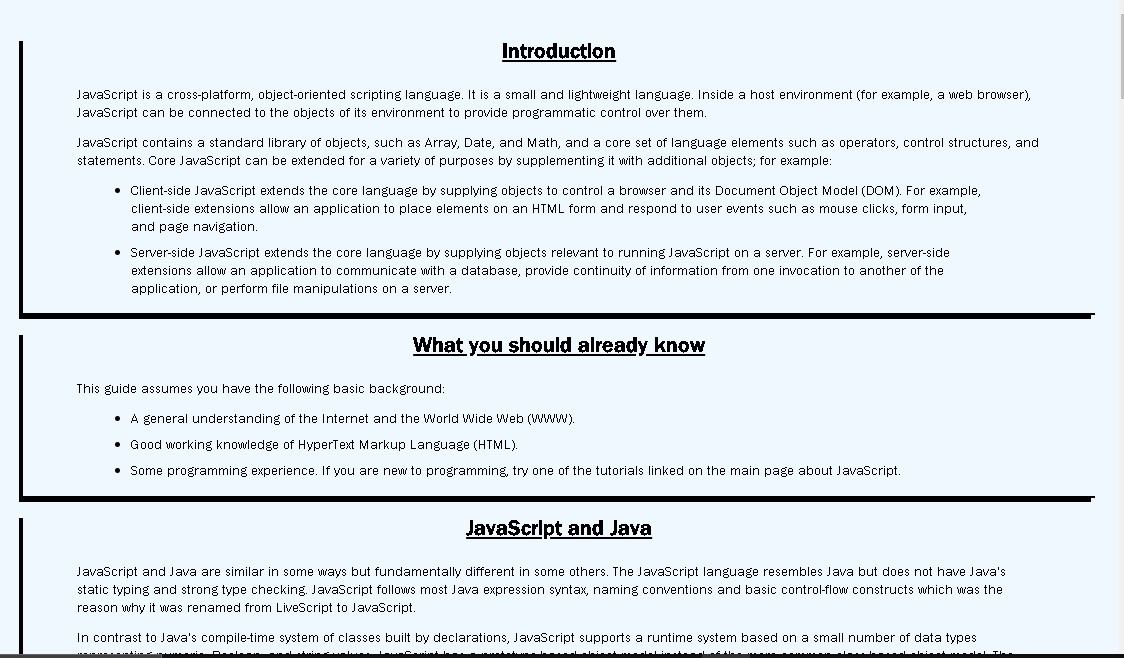 Introduction
JavaScript is a cross-platform, object-oriented scripting language. It is a small and lightweight language. Inside a host environment (for example, a web browser),
JavaScript can be connected to the objects of its environment to provide programmatic control over them.
JavaScript contains a standard library of objects, such as Array, Date, and Math, and a core set of language elements such as operators, control structures, and
statements. Core JavaScript can be extended for a variety of purposes by supplementing it with additional objects; for example:
• Client-side JavaScript extends the core language by supplying objects to control a browser and its Document Object Model (DOM). For example,
client-side extensions allow an application to place elements on an HTML form and respond to user events such as mouse clicks, form input,
and page navigation.
• Server-side JavaScript extends the core language by supplying objects relevant to running JavaScript on a server. For example, server-side
extensions allow an application to communicate with a database, provide continuity of information from one invocation to another of the
application, or perform file manipulations on a server.
What you should already know
This guide assumes you have the following basic background:
• A general understanding of the Internet and the World Wide Web (WWW).
• Good working knowledge of HyperText Markup Language (HTML).
• Some programming experience. If you are new to programming, try one of the tutorials linked on the main page about JavaScript.
JavaScript and Java
JavaScript and Java are similar in some ways but fundamentally different in some others. The JavaScript language resembles Java but does not have Java's
static typing and strong type checking. JavaScript follows most Java expression syntax, naming conventions and basic control-flow constructs which was the
reason why it was renamed from LiveScript to JavaScript.
In contrast to Java's compile-time system of classes built by declarations, JavaScript supports a runtime system based on a small number of data types